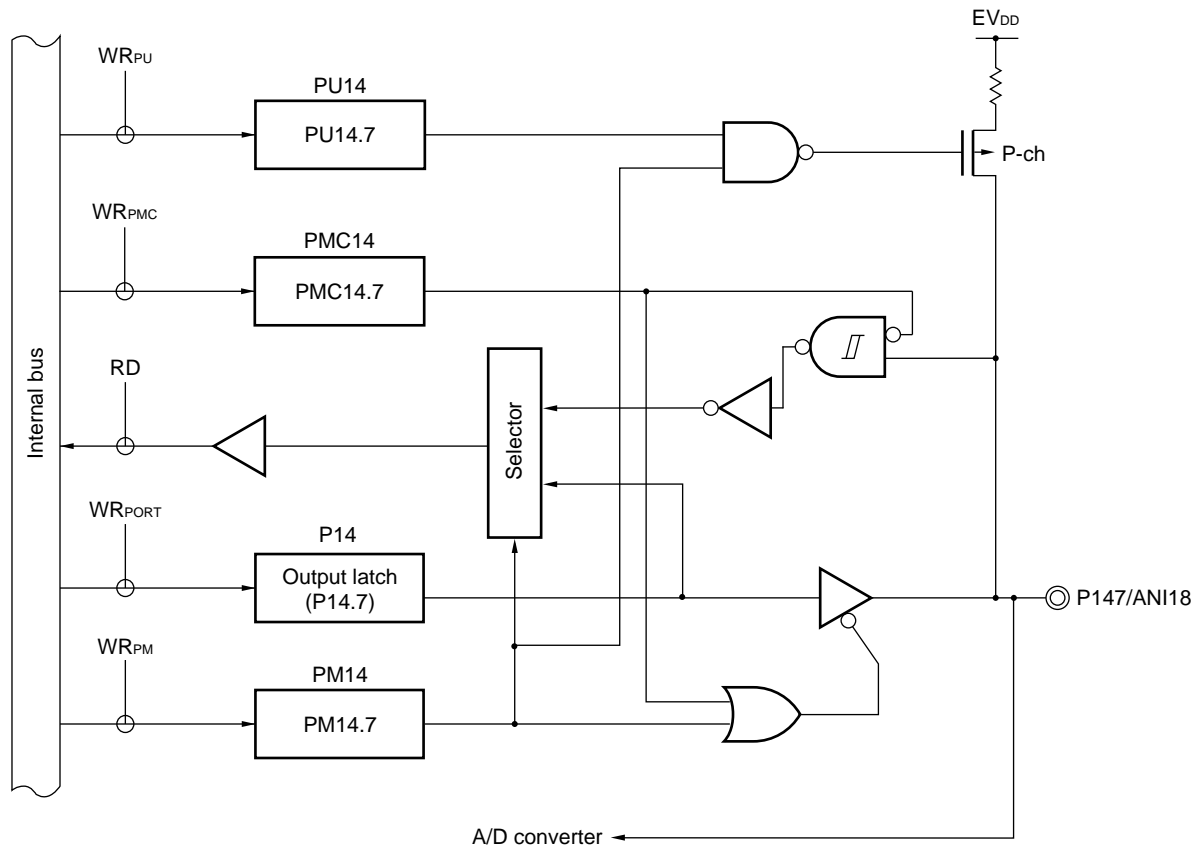 EVDD
WRPU
PU14
PU14.7
P-ch
WRPMC
PMC14
PMC14.7
Internal bus
RD
Selector
WRPORT
P14
Output latch
(P14.7)
P147/ANI18
WRPM
PM14
PM14.7
A/D converter